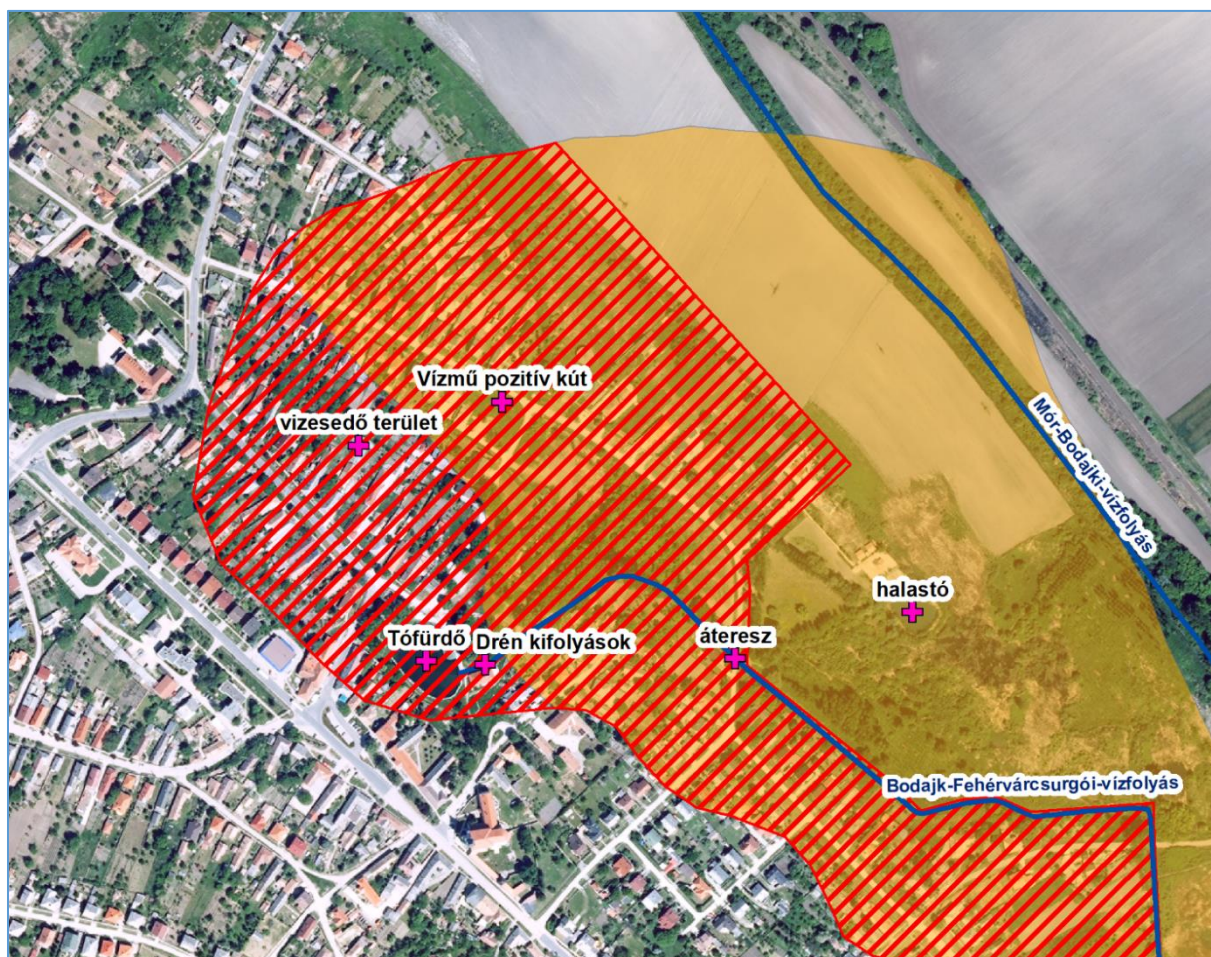 Vízmű pozitív kút
vizesedő terület
Mór-Bodajki-vízfolyás
halastó
Tófürdő
Drén kifolyások
áteresz
Bodajk-Fehérvárcsurgói-vízfolyás